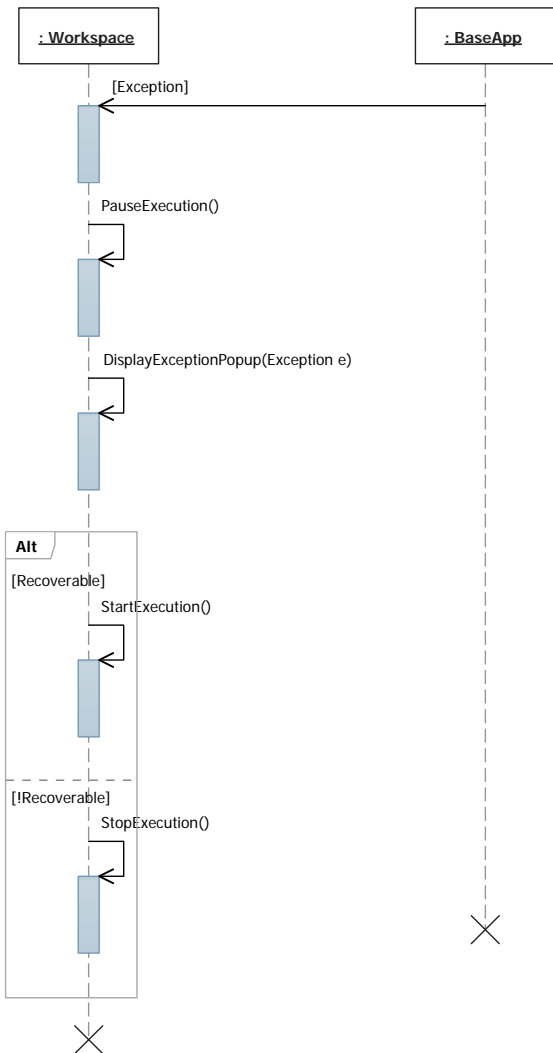 : Workspace
: BaseApp
[Exception]
PauseExecution()
DisplayExceptionPopup(Exception e)
Alt
[Recoverable]
StartExecution()
[!Recoverable]
StopExecution()